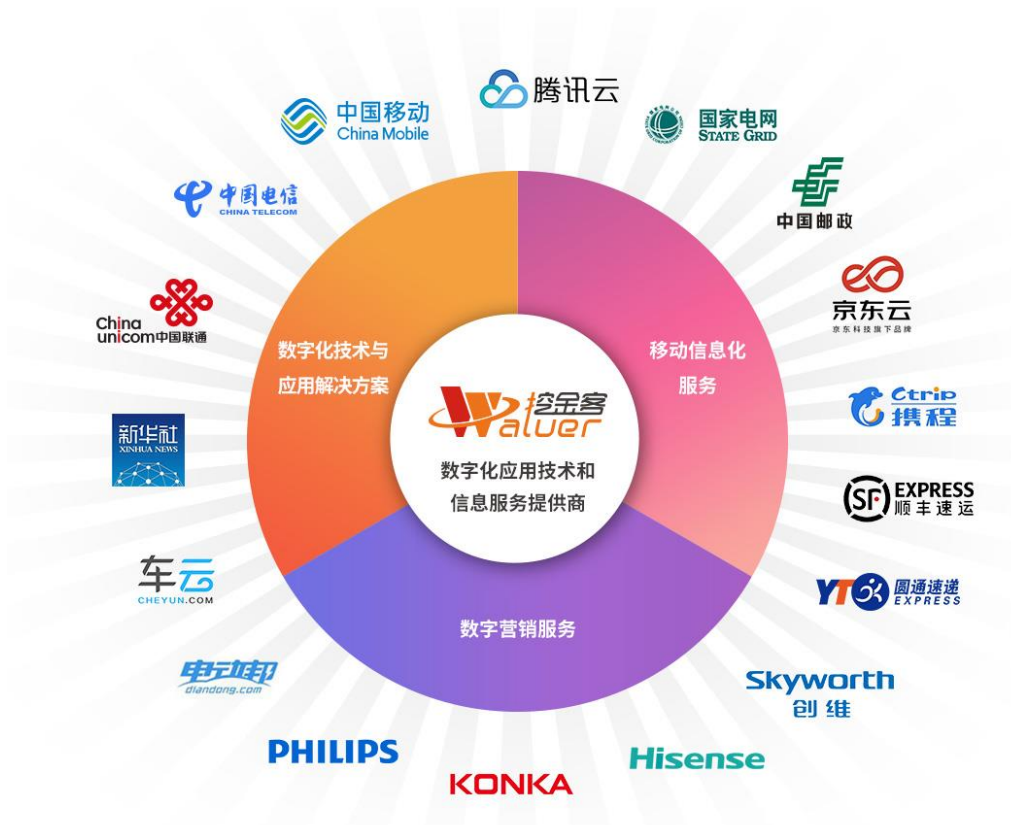 腾讯云
中国移动
China Mobile
国家电网
STATE GRID
中国电信
CHINA TELECOM
中国邮政
China
unicom中国联通
京东云
京东科技旗下品牌
数字化技术与
应用解决方案
移动信息化
服务
Waluer
挖金客
数字化应用技术和
信息服务提供商
Ctrip
携程
新华社
XINHUA NEWS
SF EXPRESS
顺丰速运
车云
CHEYUN.COM
YTO 圆通速递
EXPRESS
数字营销服务
电动邦
diandong.com
Skyworth
创维
PHILIPS
Hisense
KONKA